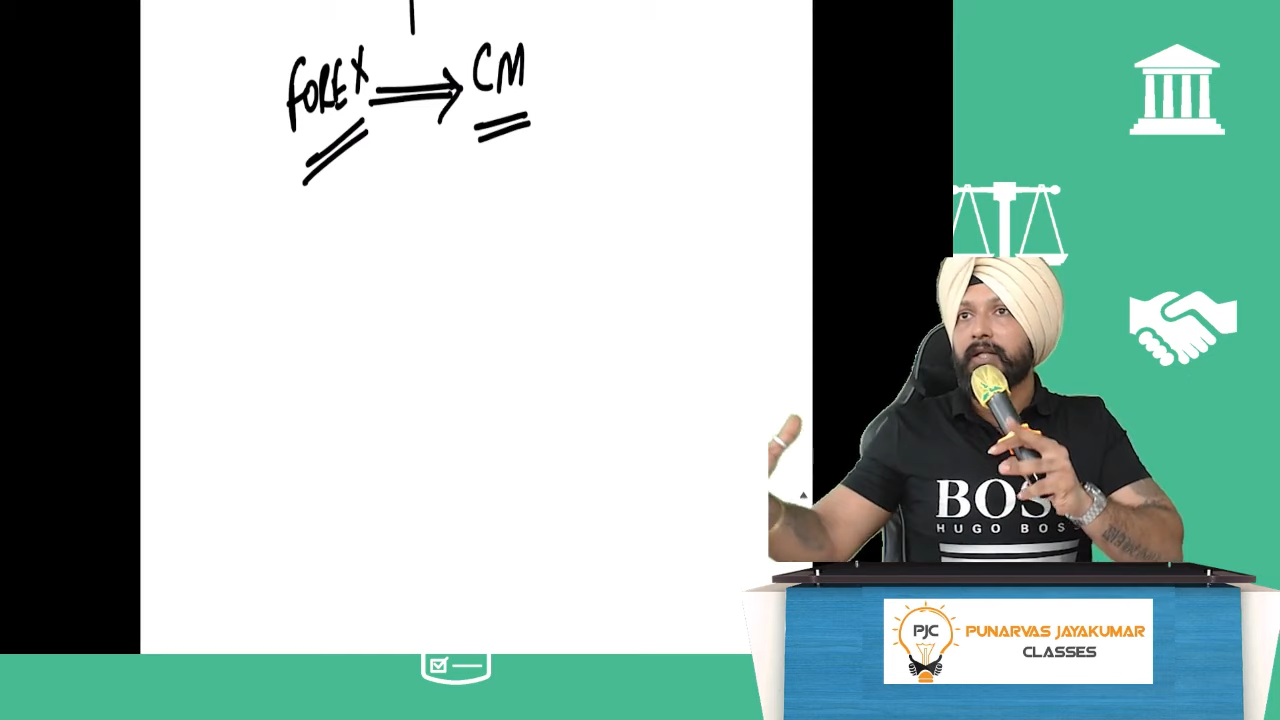 FOREX ⇒ CM
BOSS
HUGO BOSS
PJC
PUNARVAS JAYAKUMAR
CLASSES